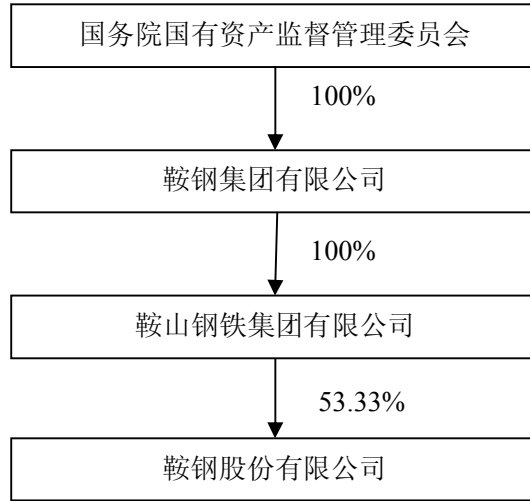 国务院国有资产监督管理委员会
100%
鞍钢集团有限公司
100%
鞍山钢铁集团有限公司
53.33%
鞍钢股份有限公司